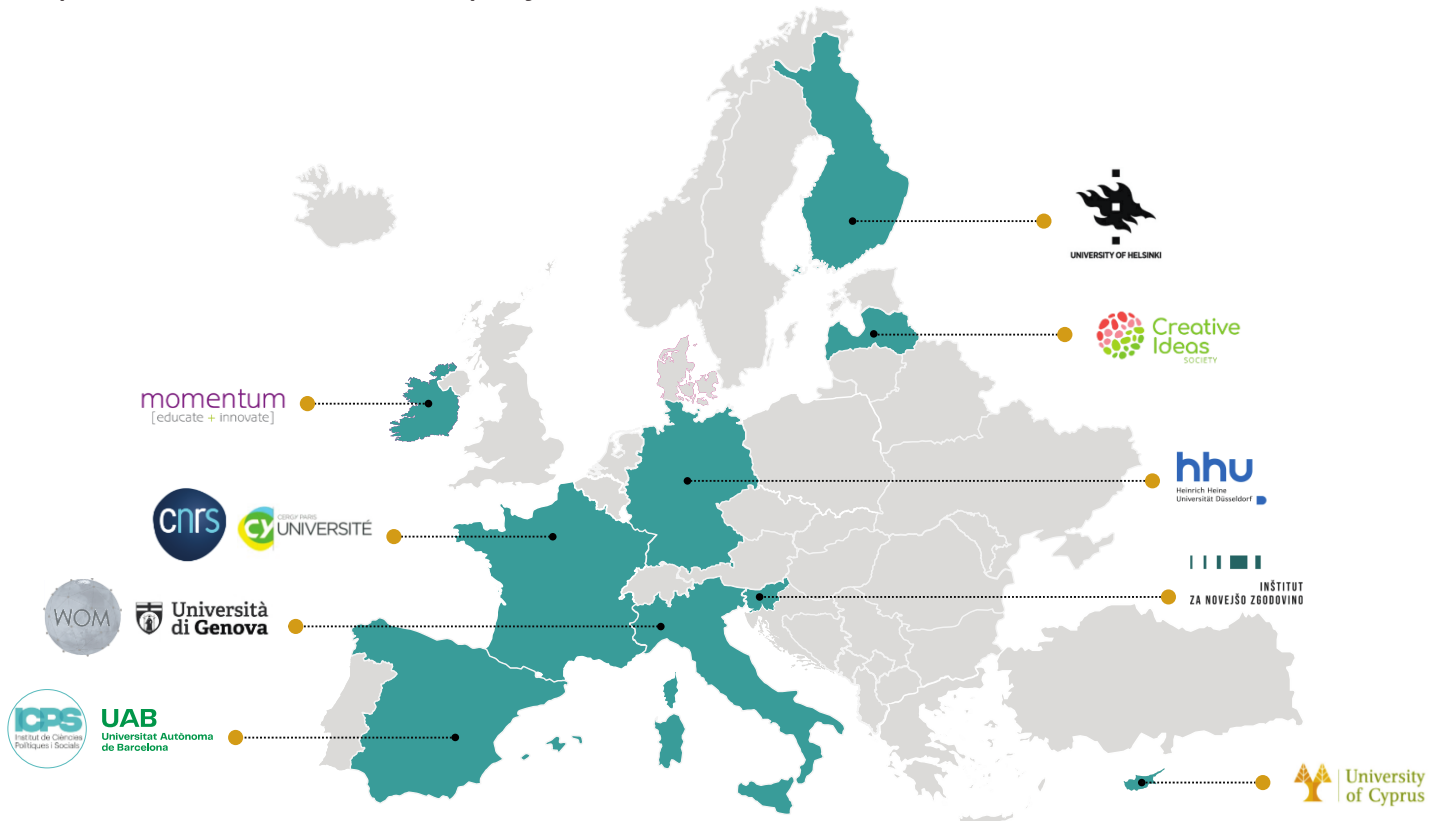 UNIVERSITY OF HELSINKI
Creative
Ideas
SOCIETY
momentum
[educate + innovate]
hhu
Heinrich Heine
Universität Düsseldorf
cnrs
CY
CERGY PARIS
UNIVERSITÉ
INŠTITUT
ZA NOVEJŠO ZGODOVINO
WOM
Università
di Genova
ICPS
Institut de Ciències
Polítiques i Socials
UAB
Universitat Autònoma
de Barcelona
University
of Cyprus